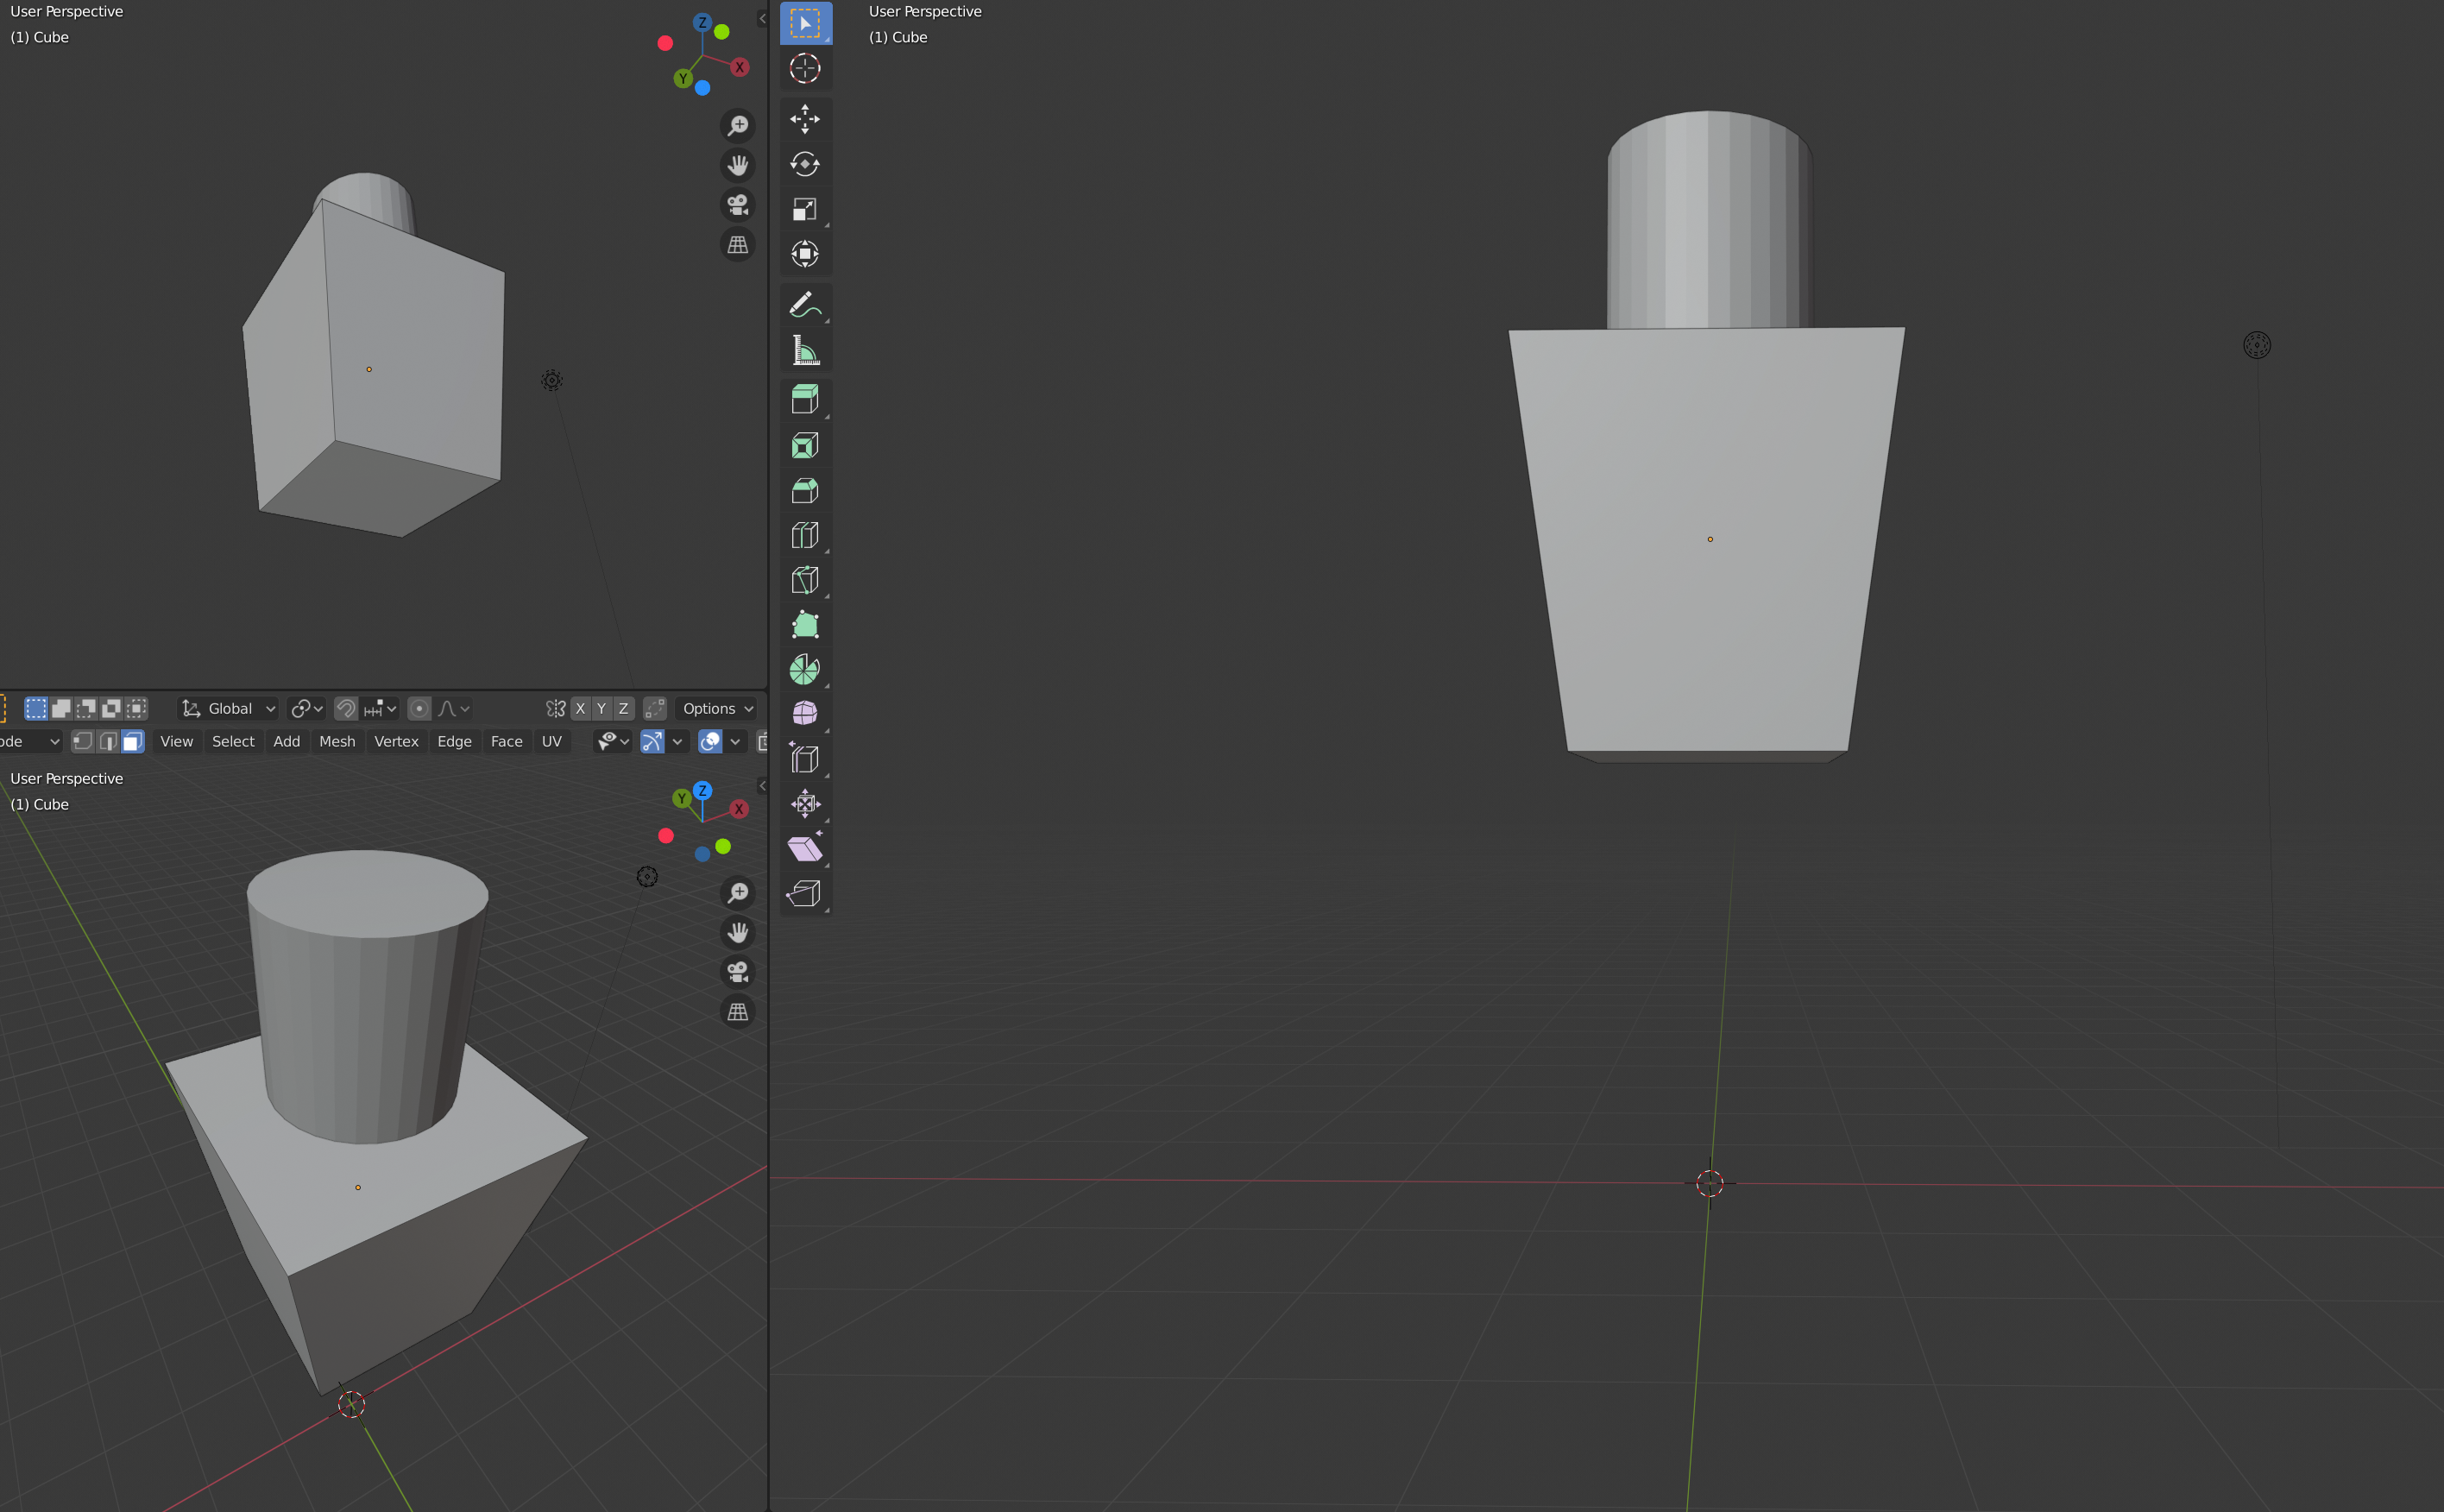 User Perspective
(1) Cube
Z
X
Y
Global
X Y Z
Options
ode
View Select Add Mesh Vertex Edge Face UV
User Perspective
(1) Cube
Y Z
X
User Perspective
(1) Cube